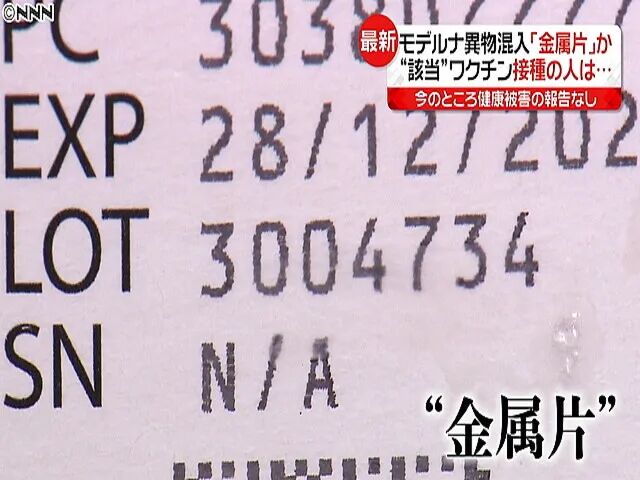 ©NNN
最新
モデルナ異物混入「金属片」か
“該当”ワクチン接種の人は…
今のところ健康被害の報告なし
PC
EXP 28/12/202
LOT 3004734
SN N/A
“金属片”